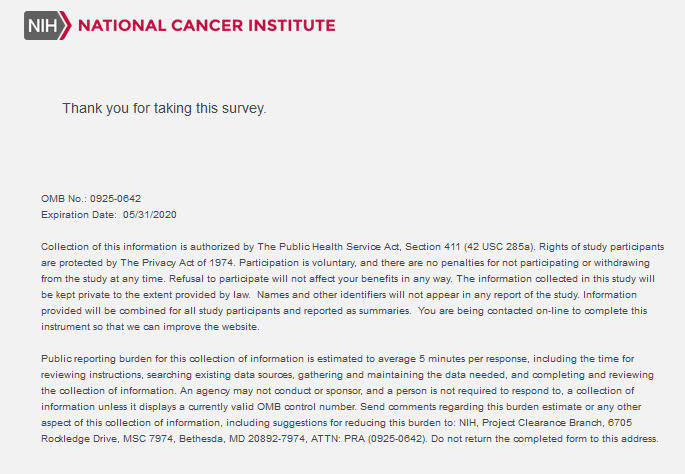 NIH NATIONAL CANCER INSTITUTE
Thank you for taking this survey.
OMB No.: 0925-0642
Expiration Date: 05/31/2020
Collection of this information is authorized by The Public Health Service Act, Section 411 (42 USC 285a). Rights of study participants
are protected by The Privacy Act of 1974. Participation is voluntary, and there are no penalties for not participating or withdrawing
from the study at any time. Refusal to participate will not affect your benefits in any way. The information collected in this study will
be kept private to the extent provided by law. Names and other identifiers will not appear in any report of the study. Information
provided will be combined for all study participants and reported as summaries. You are being contacted on-line to complete this
instrument so that we can improve the website.
Public reporting burden for this collection of information is estimated to average 5 minutes per response, including the time for
reviewing instructions, searching existing data sources, gathering and maintaining the data needed, and completing and reviewing
the collection of information. An agency may not conduct or sponsor, and a person is not required to respond to, a collection of
information unless it displays a currently valid OMB control number. Send comments regarding this burden estimate or any other
aspect of this collection of information, including suggestions for reducing this burden to: NIH, Project Clearance Branch, 6705
Rockledge Drive, MSC 7974, Bethesda, MD 20892-7974, ATTN: PRA (0925-0642). Do not return the completed form to this address.